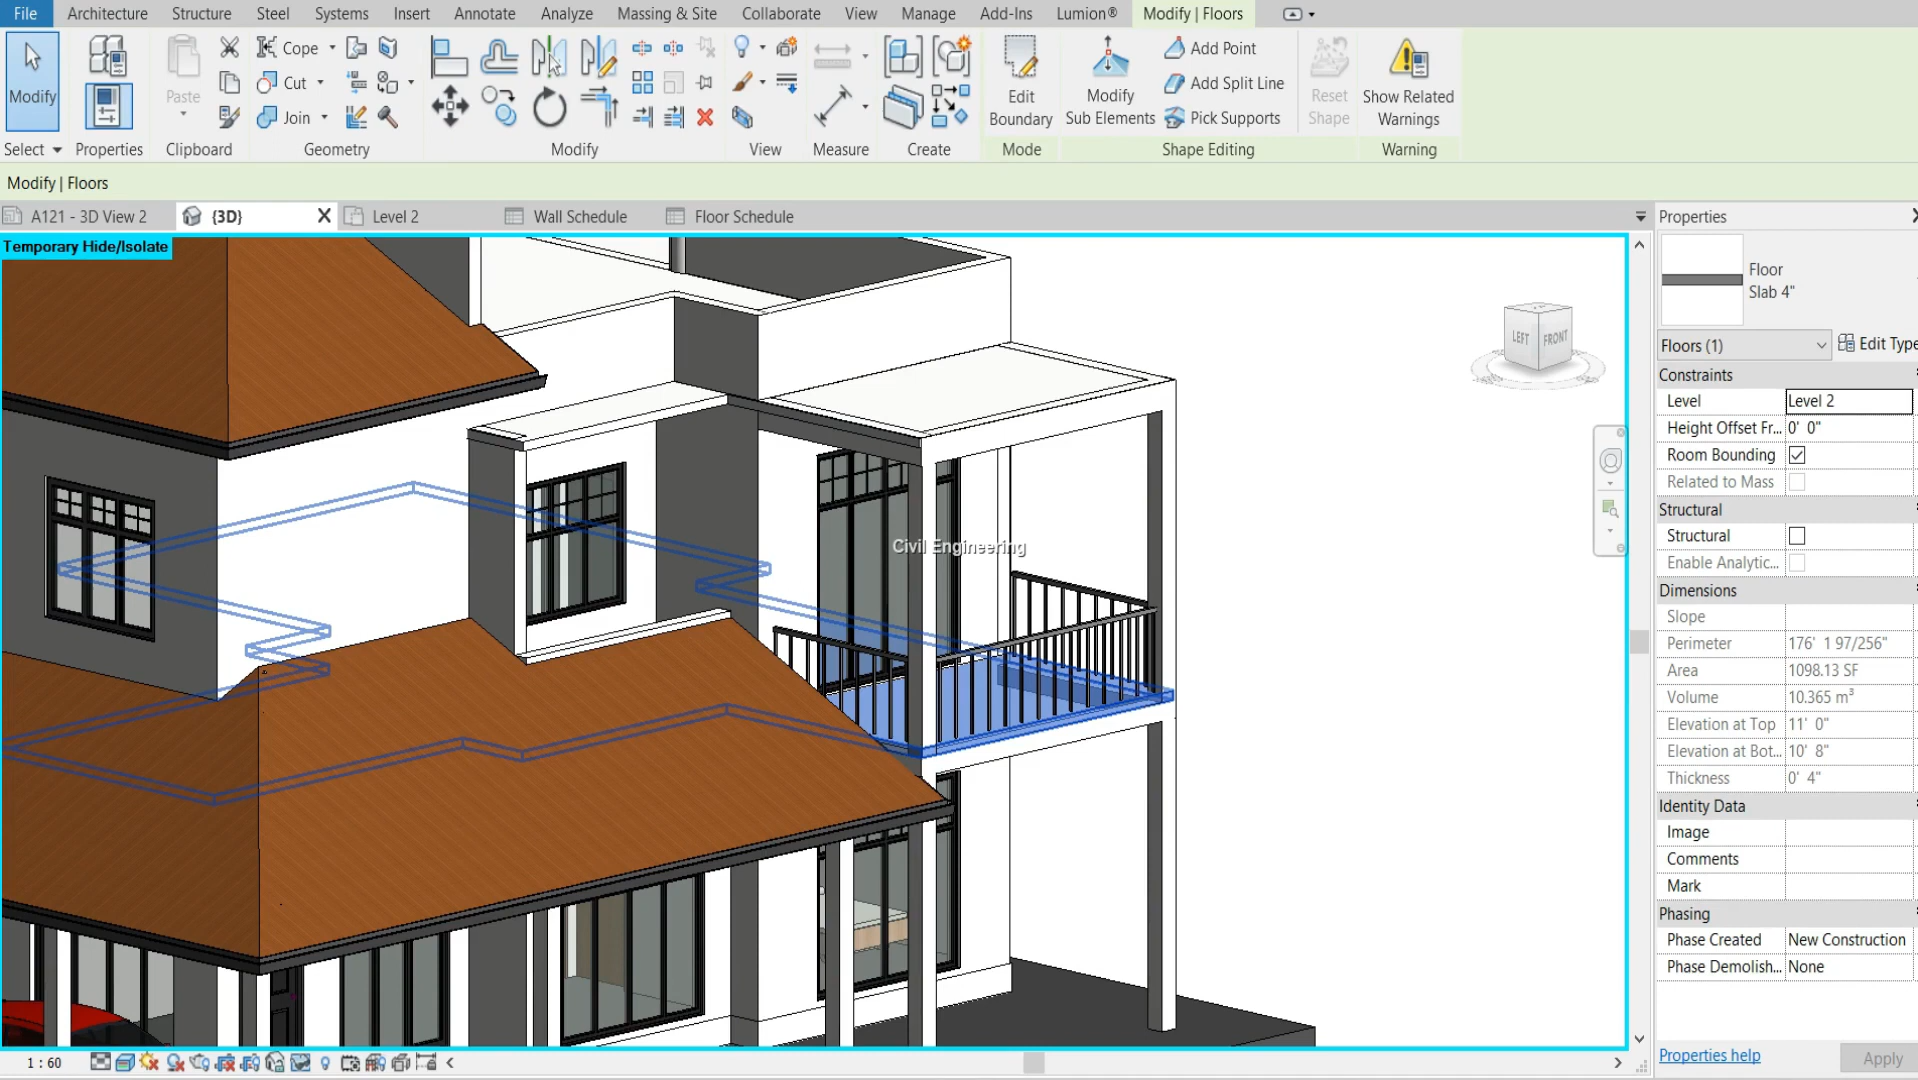 File Architecture Structure Steel Systems Insert Annotate Analyze Massing & Site Collaborate View Manage Add-Ins Lumion® Modify | Floors
Modify
Paste
Cope
Cut
Join
Edit Boundary
Modify Sub Elements
Add Point
Add Split Line
Pick Supports
Reset Shape
Show Related Warnings
Select Properties Clipboard Geometry Modify View Measure Create Mode Shape Editing Warning
Modify | Floors
A121 - 3D View 2 {3D} X Level 2 Wall Schedule Floor Schedule
Temporary Hide/Isolate
LEFT FRONT
Civil Engineering
1 : 60
Properties
Floor
Slab 4"
Floors (1) Edit Type
Constraints
Level Level 2
Height Offset Fr... 0' 0"
Room Bounding
Related to Mass
Structural
Structural
Enable Analytic...
Dimensions
Slope
Perimeter 176' 1 97/256"
Area 1098.13 SF
Volume 10.365 m³
Elevation at Top 11' 0"
Elevation at Bot... 10' 8"
Thickness 0' 4"
Identity Data
Image
Comments
Mark
Phasing
Phase Created New Construction
Phase Demolish... None
Properties help Apply